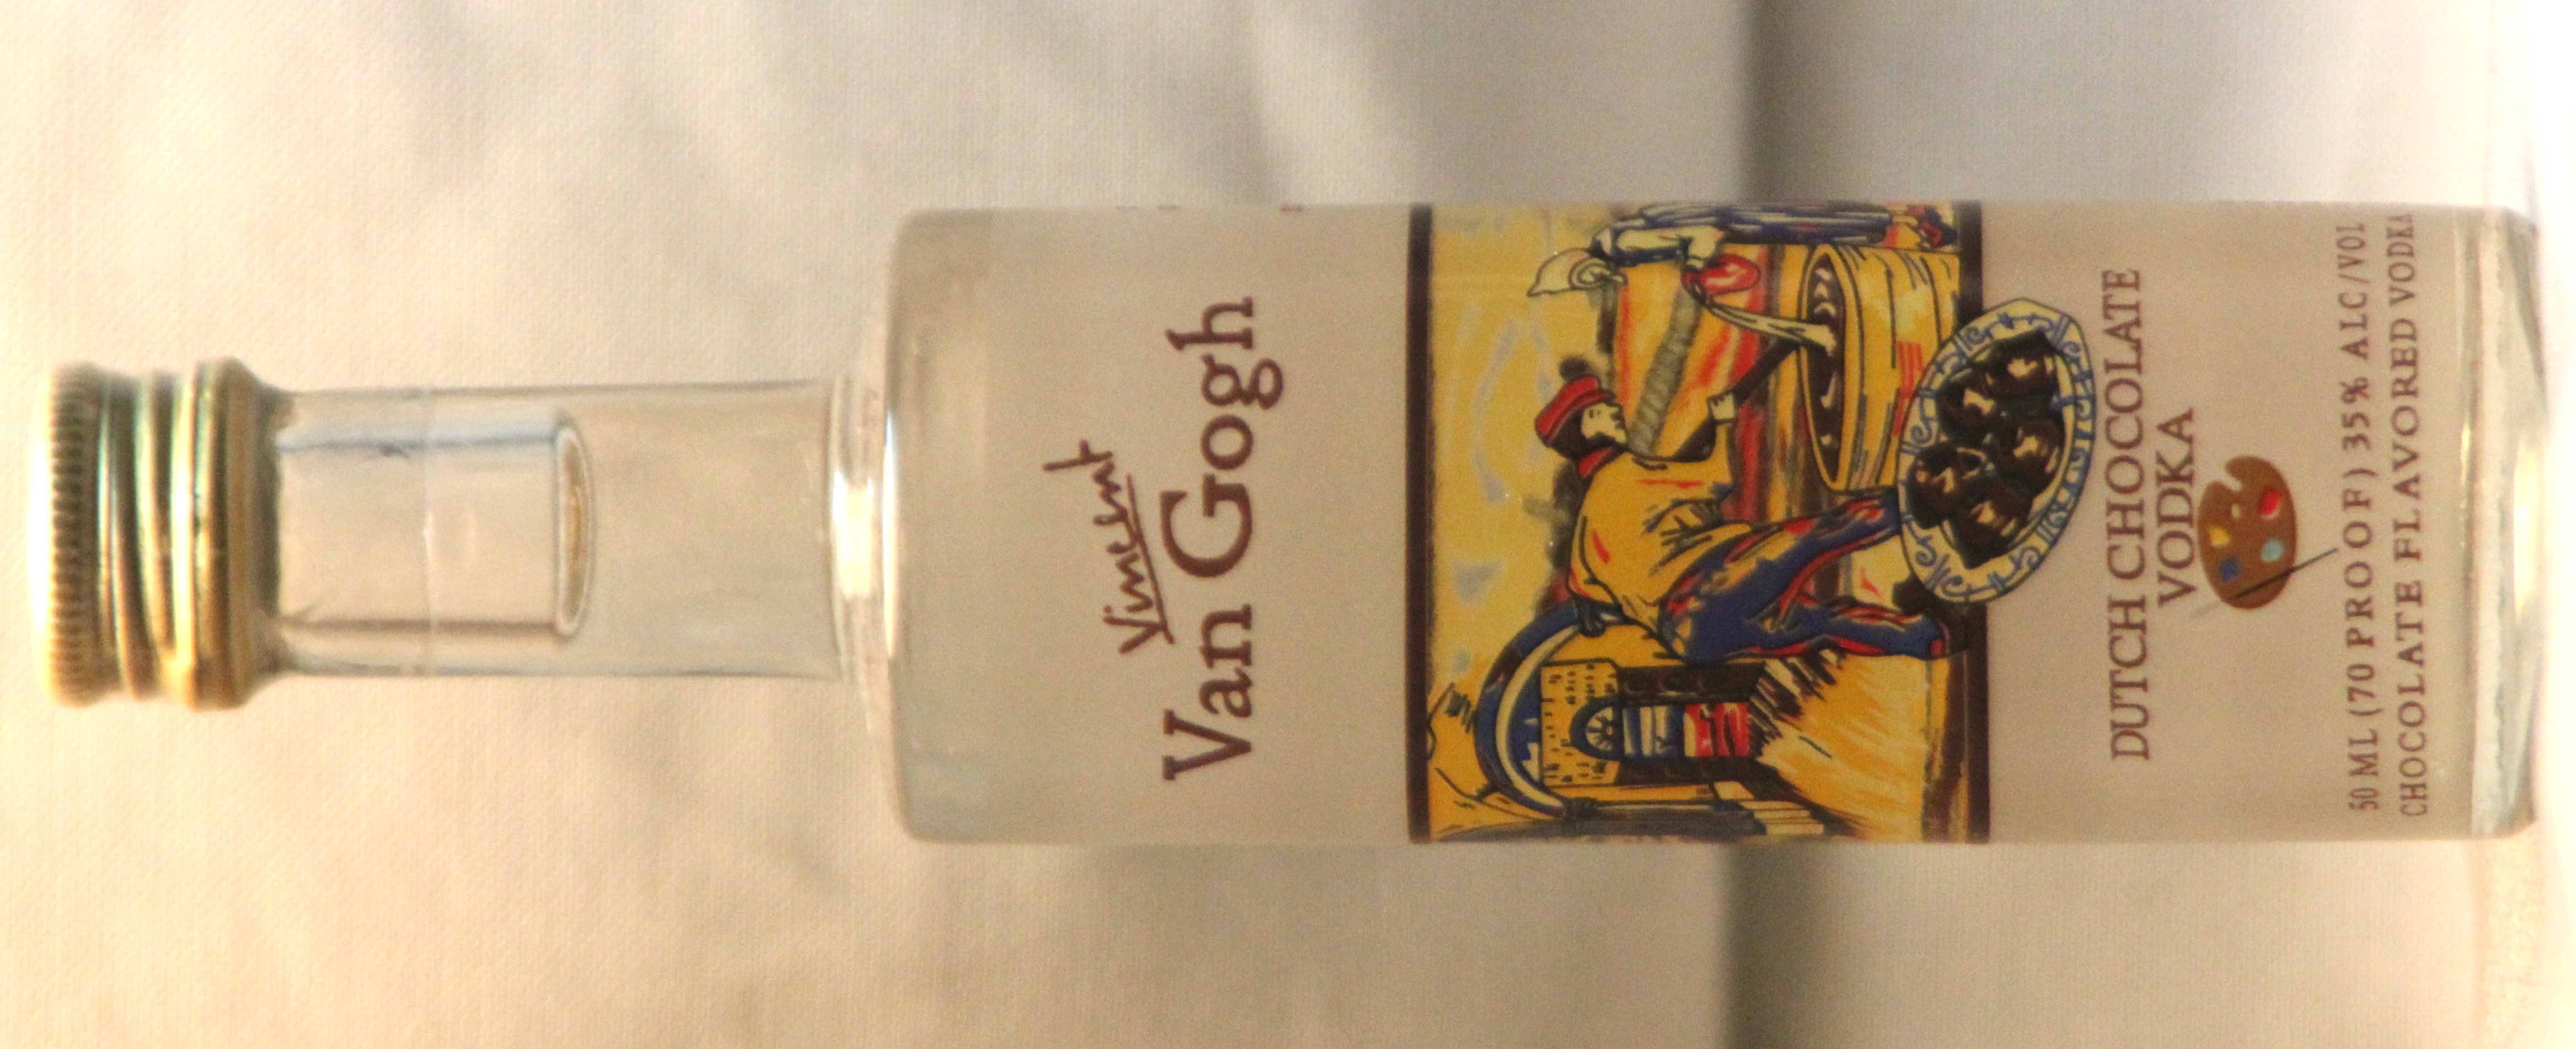 Vincent
Van Gogh
DUTCH CHOCOLATE
VODKA
50 ML (70 PROOF) 35% ALC/VOL
CHOCOLATE FLAVORED VODKA